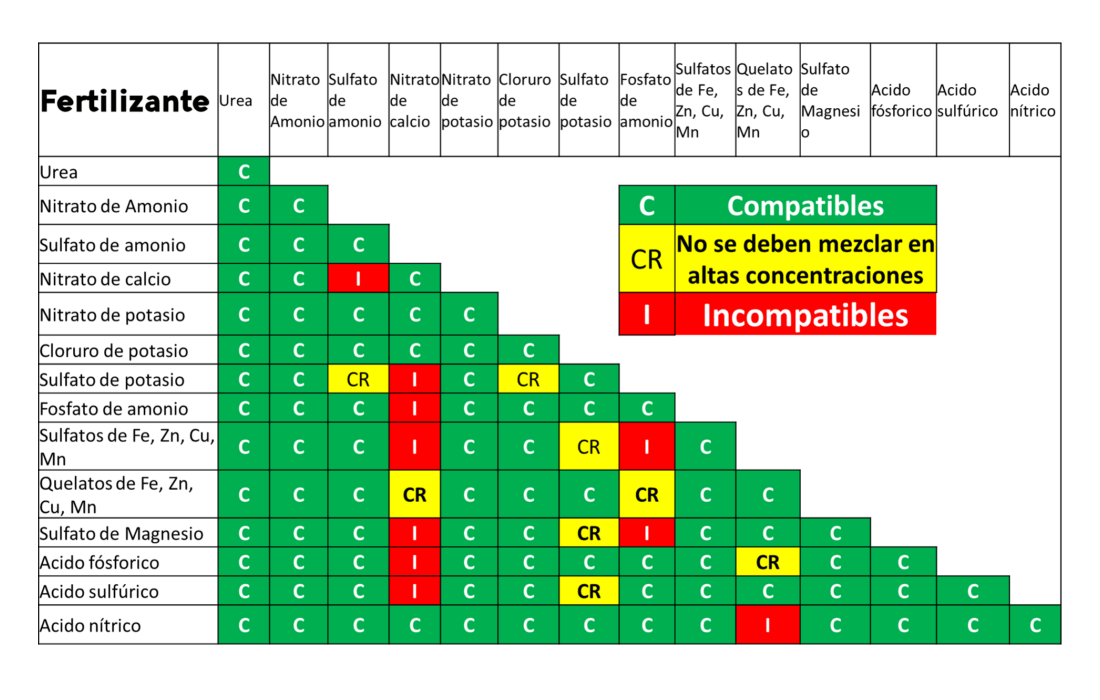 Fertilizante Urea Nitrato de Amonio Sulfato de amonio Nitrato de calcio Nitrato de potasio Cloruro de potasio Sulfato de potasio Fosfato de amonio Sulfatos de Fe, Zn, Cu, Mn Quelato s de Fe, Zn, Cu, Mn Sulfato de Magnesi o Acido fósforico Acido sulfúrico Acido nítrico
Urea C
Nitrato de Amonio C C
C Compatibles
Sulfato de amonio C C C
CR No se deben mezclar en
altas concentraciones
Nitrato de calcio C C I C
Nitrato de potasio C C C C C
I Incompatibles
Cloruro de potasio C C C C C C
Sulfato de potasio C C CR I C CR C
Fosfato de amonio C C C I C C C C
Sulfatos de Fe, Zn, Cu,
Mn C C C I C C CR I C
Quelatos de Fe, Zn,
Cu, Mn C C C CR C C C CR C C
Sulfato de Magnesio C C C I C C CR I C C C
Acido fósforico C C C I C C C C C CR C C
Acido sulfúrico C C C I C C CR C C C C C C
Acido nítrico C C C C C C C C C I C C C C